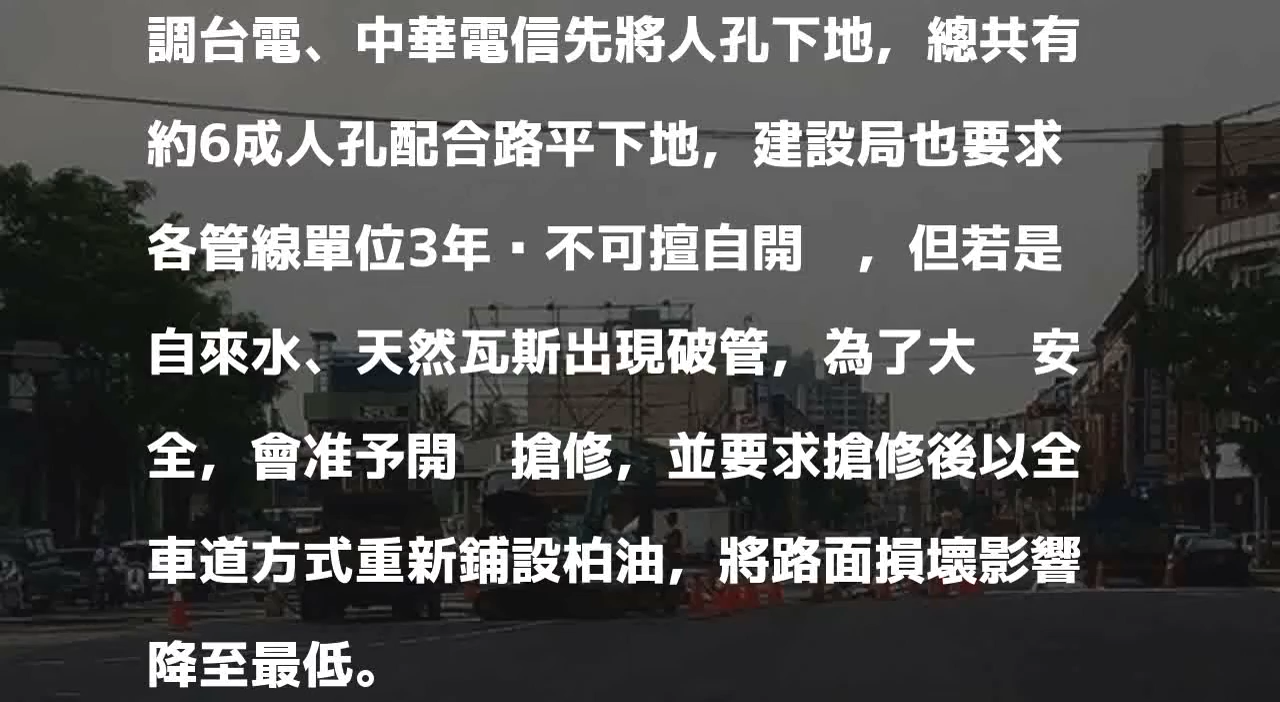 調台電、中華電信先將人孔下地，總共有
約6成人孔配合路平下地，建設局也要求
各管線單位3年·不可擅自開　，但若是
自來水、天然瓦斯出現破管，為了大　安
全，會准予開　搶修，並要求搶修後以全
車道方式重新鋪設柏油，將路面損壞影響
降至最低。